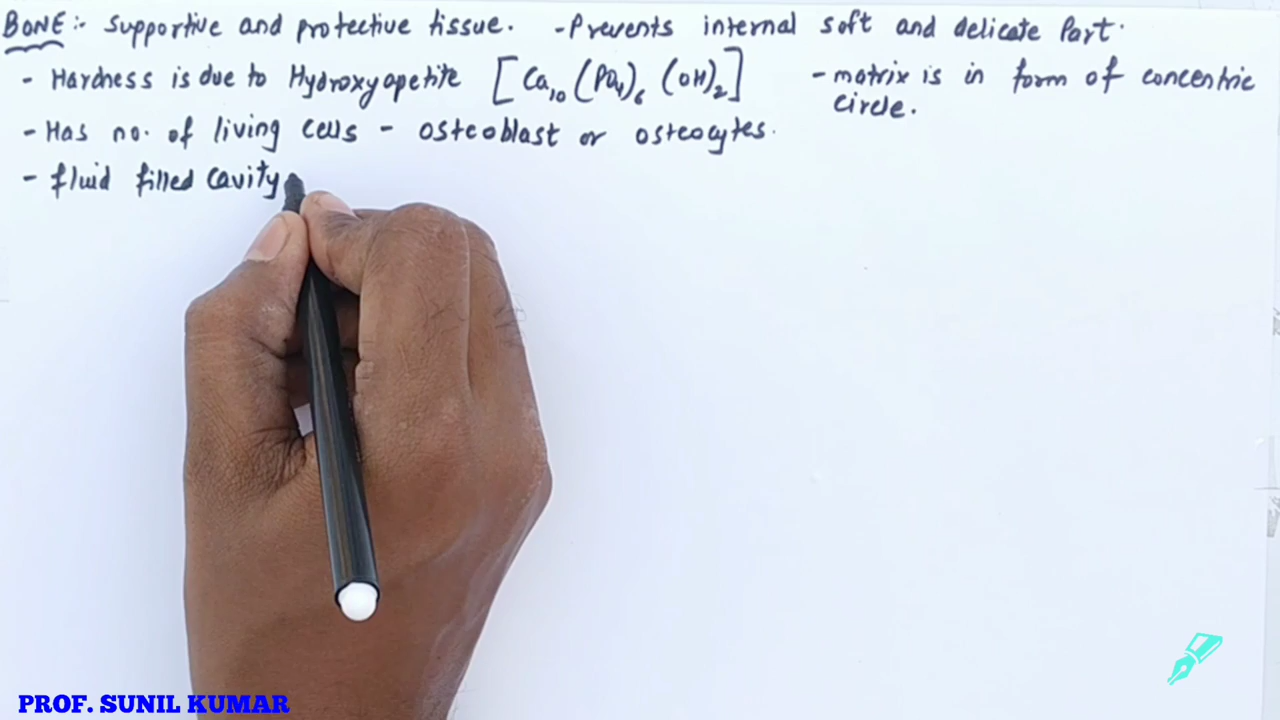 BONE :- Supportive and protective tissue. - Prevents internal soft and delicate Part.
- Hardness is due to Hydroxyapetite [Ca10 (PO4)6 (OH)2]
- matrix is in form of concentric
circle.
- Has no. of living cells - osteoblast or osteocytes.
- fluid filled cavity
PROF. SUNIL KUMAR